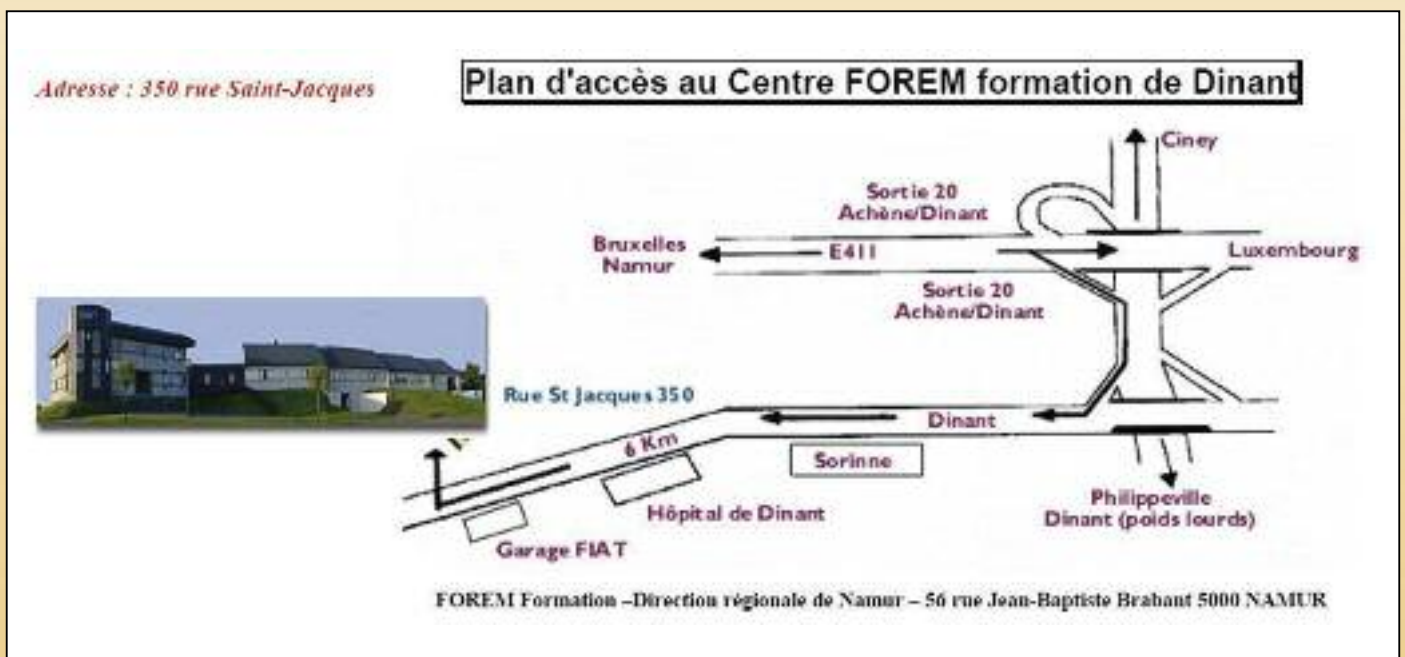 Adresse : 350 rue Saint-Jacques
Plan d'accès au Centre FOREM formation de Dinant
Ciney
Sortie 20
Achène/Dinant
Bruxelles
Namur
E411
Luxembourg
Sortie 20
Achène/Dinant
Rue St Jacques 350
Dinant
6 Km
Sorinne
Hôpital de Dinant
Garage FIAT
Philippeville
Dinant (poids lourds)
FOREM Formation –Direction régionale de Namur – 56 rue Jean-Baptiste Brabant 5000 NAMUR